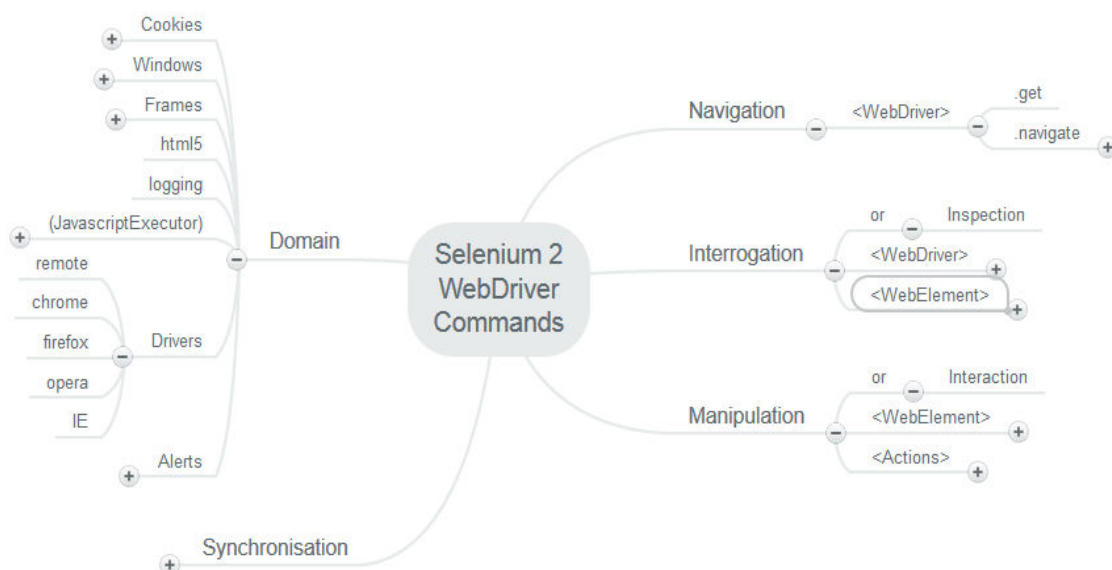 Selenium 2
WebDriver
Commands
Navigation
<WebDriver>
.get
.navigate
Interrogation
or
Inspection
<WebDriver>
<WebElement>
Manipulation
or
Interaction
<WebElement>
<Actions>
Domain
Cookies
Windows
Frames
html5
logging
(JavascriptExecutor)
Drivers
remote
chrome
firefox
opera
IE
Alerts
Synchronisation